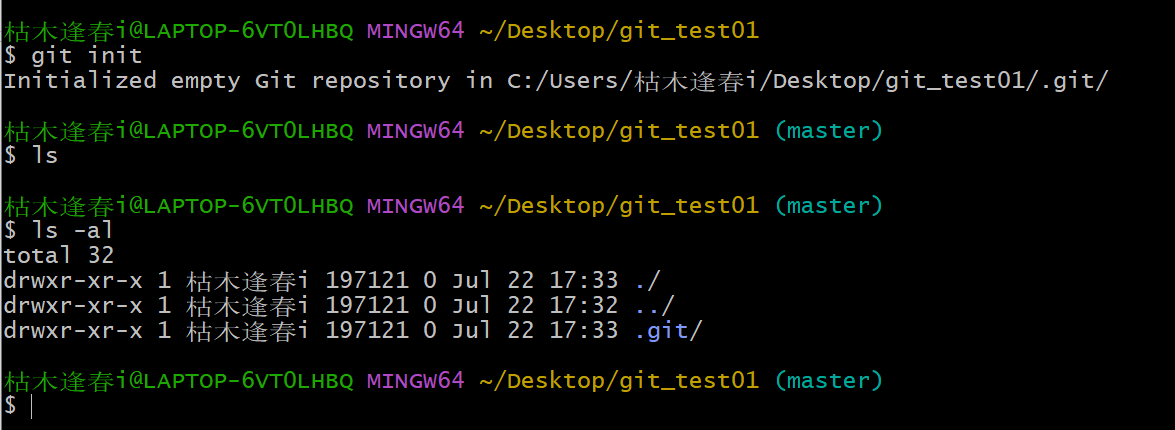 枯木逢春i@LAPTOP-6VT0LHBQ MINGW64 ~/Desktop/git_test01
$ git init
Initialized empty Git repository in C:/Users/枯木逢春i/Desktop/git_test01/.git/
枯木逢春i@LAPTOP-6VT0LHBQ MINGW64 ~/Desktop/git_test01 (master)
$ ls
枯木逢春i@LAPTOP-6VT0LHBQ MINGW64 ~/Desktop/git_test01 (master)
$ ls -al
total 32
drwxr-xr-x 1 枯木逢春i 197121 0 Jul 22 17:33 ./
drwxr-xr-x 1 枯木逢春i 197121 0 Jul 22 17:32 ../
drwxr-xr-x 1 枯木逢春i 197121 0 Jul 22 17:33 .git/
枯木逢春i@LAPTOP-6VT0LHBQ MINGW64 ~/Desktop/git_test01 (master)
$